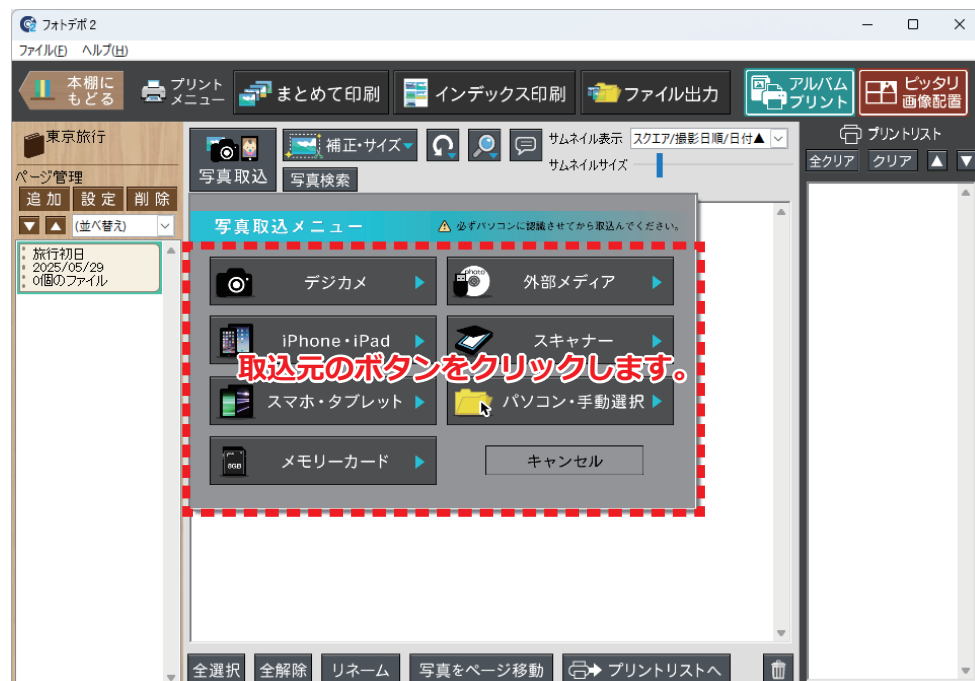 フォトデポ2
ファイル(F) ヘルプ(H)
本棚に
もどる
プリント
メニュー
まとめて印刷
インデックス印刷
ファイル出力
アルバム
プリント
ピッタリ
画像配置
東京旅行
ページ管理
追加 設定 削除
▼ ▲ (並べ替え)
旅行初日
2025/05/29
0個のファイル
写真取込
補正・サイズ▼
写真検索
サムネイル表示 スクエア/撮影日順/日付▲
サムネイルサイズ
プリントリスト
全クリア クリア ▲ ▼
写真取込メニュー
必ずパソコンに認識させてから取込んでください。
デジカメ
外部メディア
photo
iPhone・iPad
スキャナー
取込元のボタンをクリックします。
スマホ・タブレット
パソコン・手動選択
メモリーカード
8GB
キャンセル
全選択 全解除 リネーム 写真をページ移動 プリントリストへ